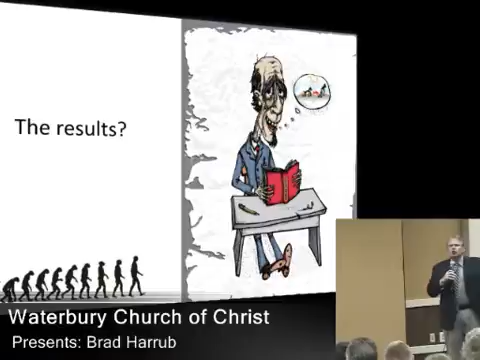 The results?
Waterbury Church of Christ
Presents: Brad Harrub